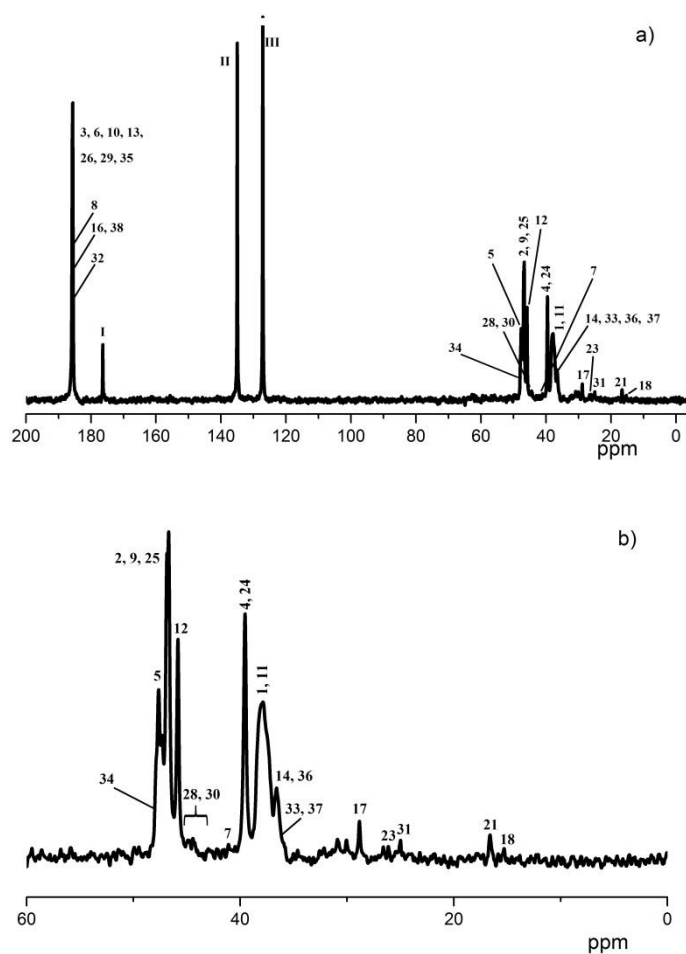 a)
II
III
3, 6, 10, 13,
26, 29, 35
8
16, 38
32
I
5
2, 9, 25
12
28, 30
34
4, 24
1, 11
7
14, 33, 36, 37
23
17
31
21
18
200 180 160 140 120 100 80 60 40 20 0
ppm
b)
2, 9, 25
12
5
34
28, 30
7
4, 24
1, 11
14, 36
33, 37
17
23
31
21
18
60 40 20 0
ppm